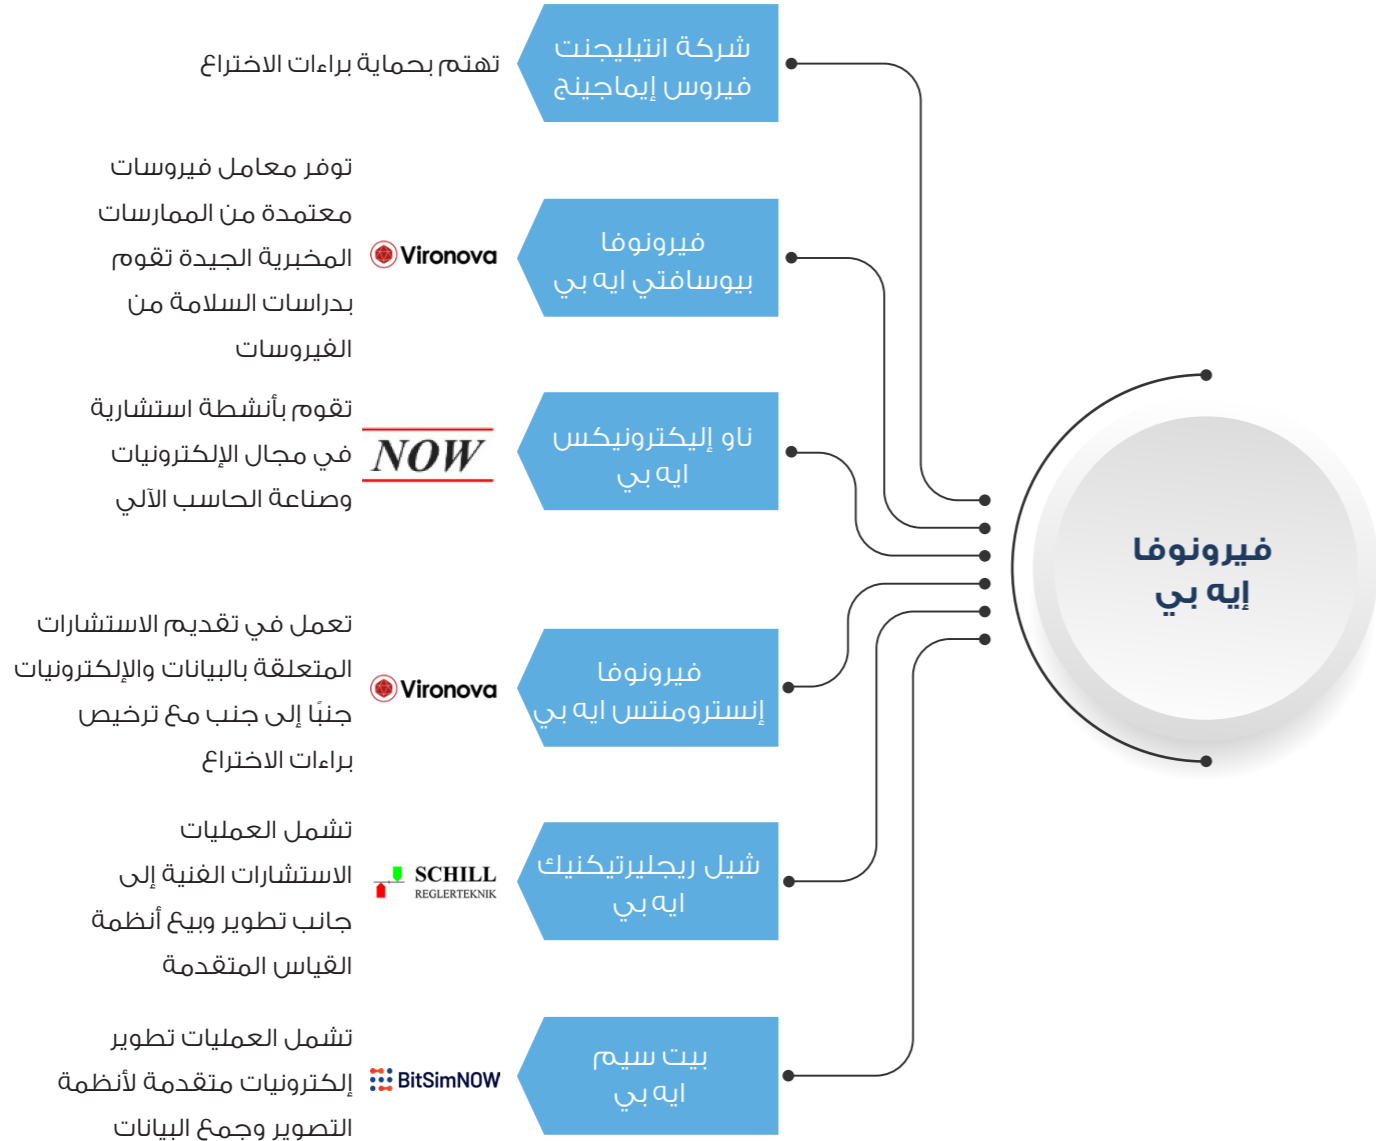 فيرونوفا
إيه بي
شركة انتيليجنت
فيروس إيماجينج
تهتم بحماية براءات الاختراع
فيرونوفا
بيوسافتي ايه بي
Vironova
توفر معامل فيروسات
معتمدة من الممارسات
المخبرية الجيدة تقوم
بدراسات السلامة من
الفيروسات
ناو إليكترونيكس
ايه بي
NOW
تقوم بأنشطة استشارية
في مجال الإلكترونيات
وصناعة الحاسب الآلي
فيرونوفا
إنسترومنتس ايه بي
Vironova
تعمل في تقديم الاستشارات
المتعلقة بالبيانات والإلكترونيات
جنبًا إلى جنب مع ترخيص
براءات الاختراع
شيل ريجليرتيكنيك
ايه بي
SCHILL
REGLERTEKNIK
تشمل العمليات
الاستشارات الفنية إلى
جانب تطوير وبيع أنظمة
القياس المتقدمة
بيت سيم
ايه بي
BitSimNOW
تشمل العمليات تطوير
إلكترونيات متقدمة لأنظمة
التصوير وجمع البيانات